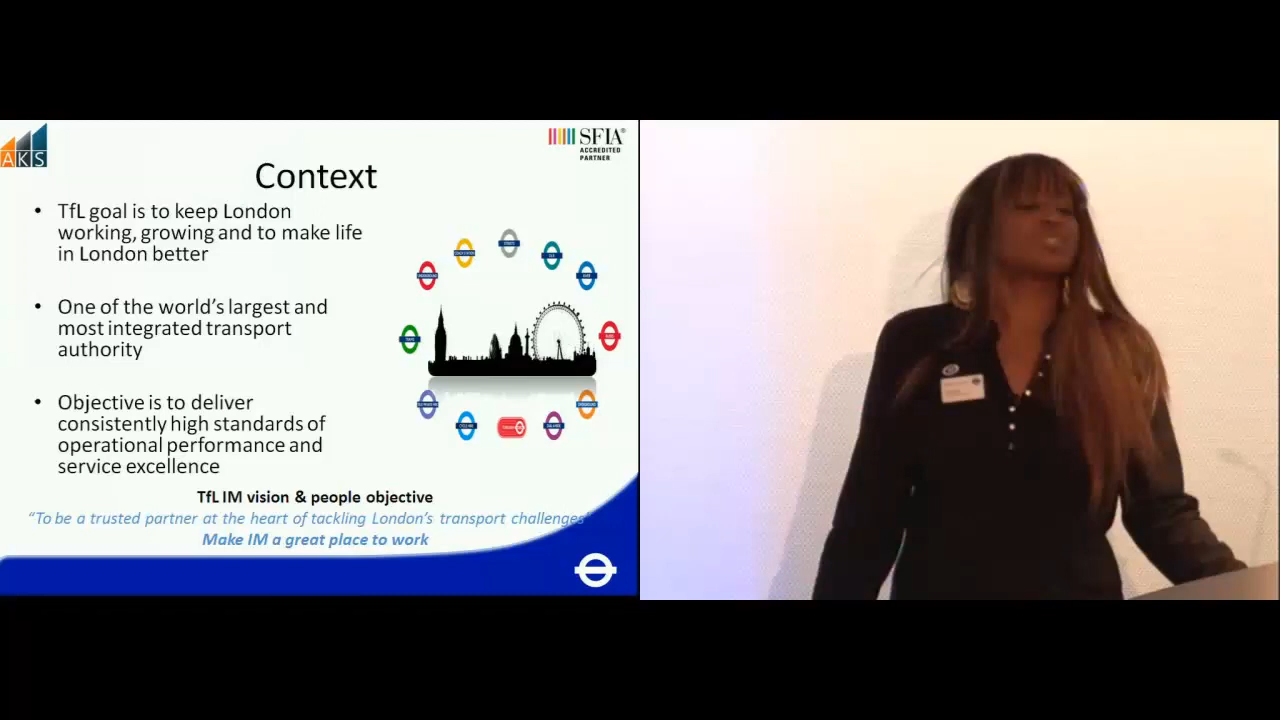 AKS
SFIA®
ACCREDITED
PARTNER
Context
• TfL goal is to keep London
working, growing and to make life
in London better
• One of the world's largest and
most integrated transport
authority
• Objective is to deliver
consistently high standards of
operational performance and
service excellence
TfL IM vision & people objective
“To be a trusted partner at the heart of tackling London's transport challenges”
Make IM a great place to work